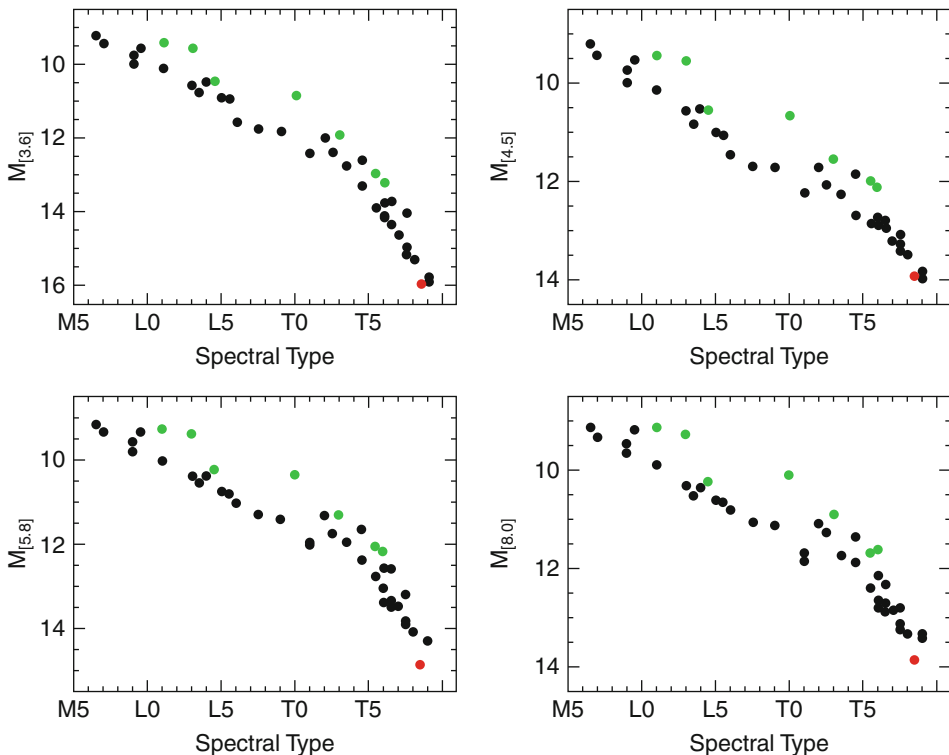 10
12
14
16
M[3.6]
M5 L0 L5 T0 T5
Spectral Type
10
12
14
M[4.5]
M5 L0 L5 T0 T5
Spectral Type
10
12
14
M[5.8]
M5 L0 L5 T0 T5
Spectral Type
10
12
14
M[8.0]
M5 L0 L5 T0 T5
Spectral Type